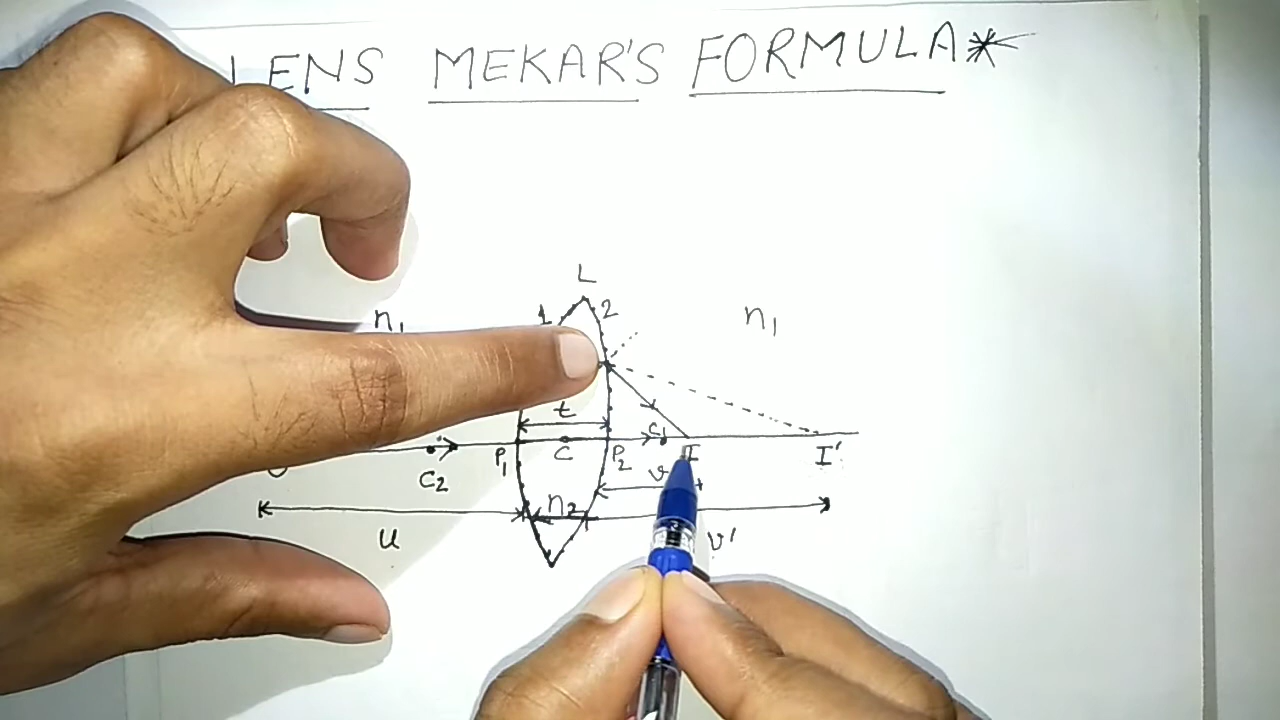 LENS MEKAR'S FORMULA*
L
1 2
n₁ n₁
t
C₁
P₁ C P₂ I I'
C₂
v
n₂
u v'